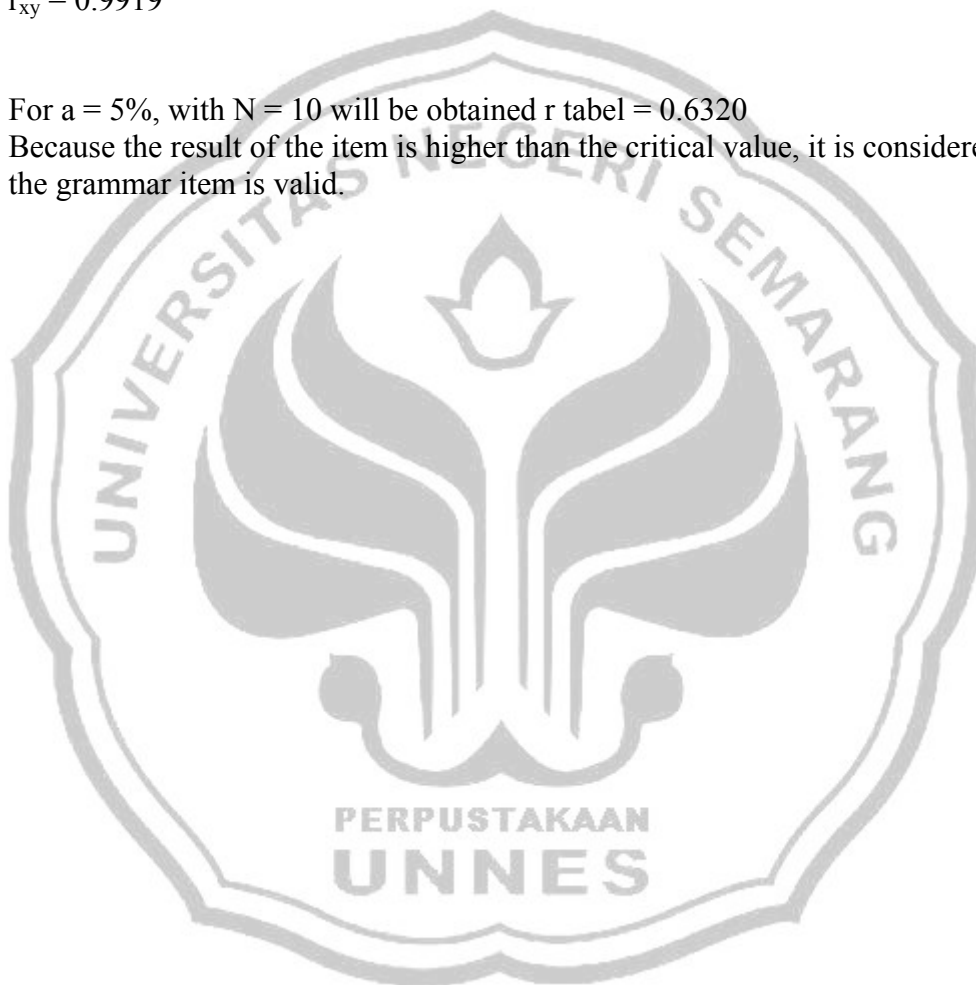 r_xy = 0.9919
For a = 5%, with N = 10 will be obtained r tabel = 0.6320
Because the result of the item is higher than the critical value, it is considere
the grammar item is valid.
UNIVERSITAS NEGERI SEMARANG
PERPUSTAKAAN
UNNES